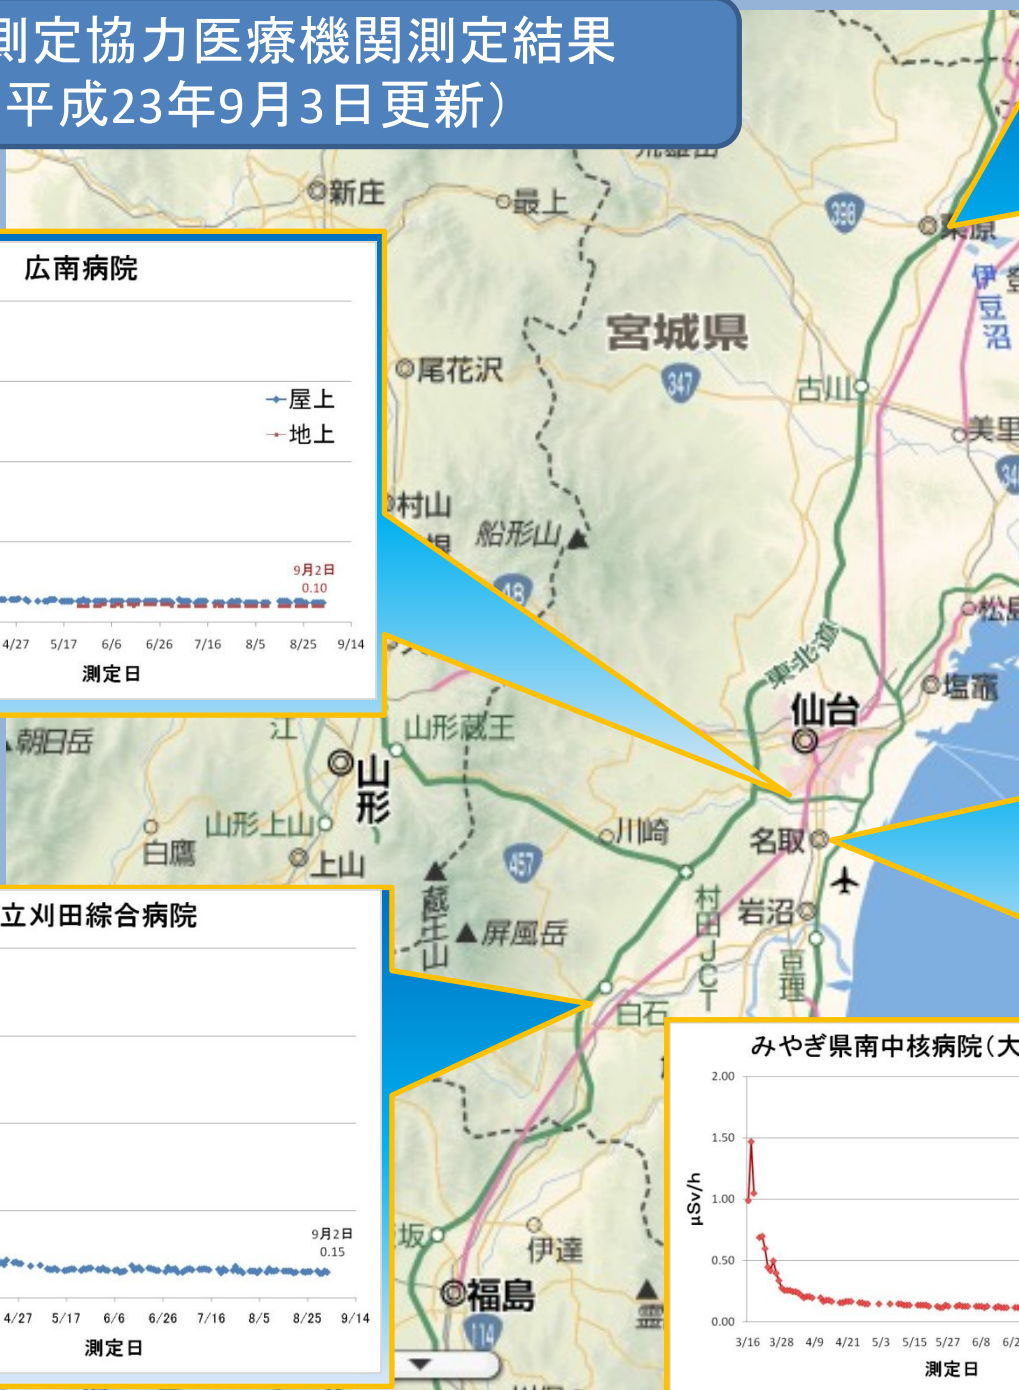 測定協力医療機関測定結果
平成23年9月3日更新）
新庄
最上
398
栗原
伊豆沼
広南病院
宮城県
屋上
地上
尾花沢
347
古川
美里
村山
船形山
48
9月2日
0.10
4/27 5/17 6/6 6/26 7/16 8/5 8/25 9/14
測定日
松島
東北道
塩竈
仙台
朝日岳
江
山形蔵王
山形
山形上山
白鷹
上山
川崎
名取
457
蔵王山
屏風岳
村田JCT
岩沼
亘理
立刈田綜合病院
白石
みやぎ県南中核病院（大
2.00
1.50
1.00
0.50
0.00
μSv/h
3/16 3/28 4/9 4/21 5/3 5/15 5/27 6/8
測定日
9月2日
0.15
4/27 5/17 6/6 6/26 7/16 8/5 8/25 9/14
測定日
坂
伊達
福島
114